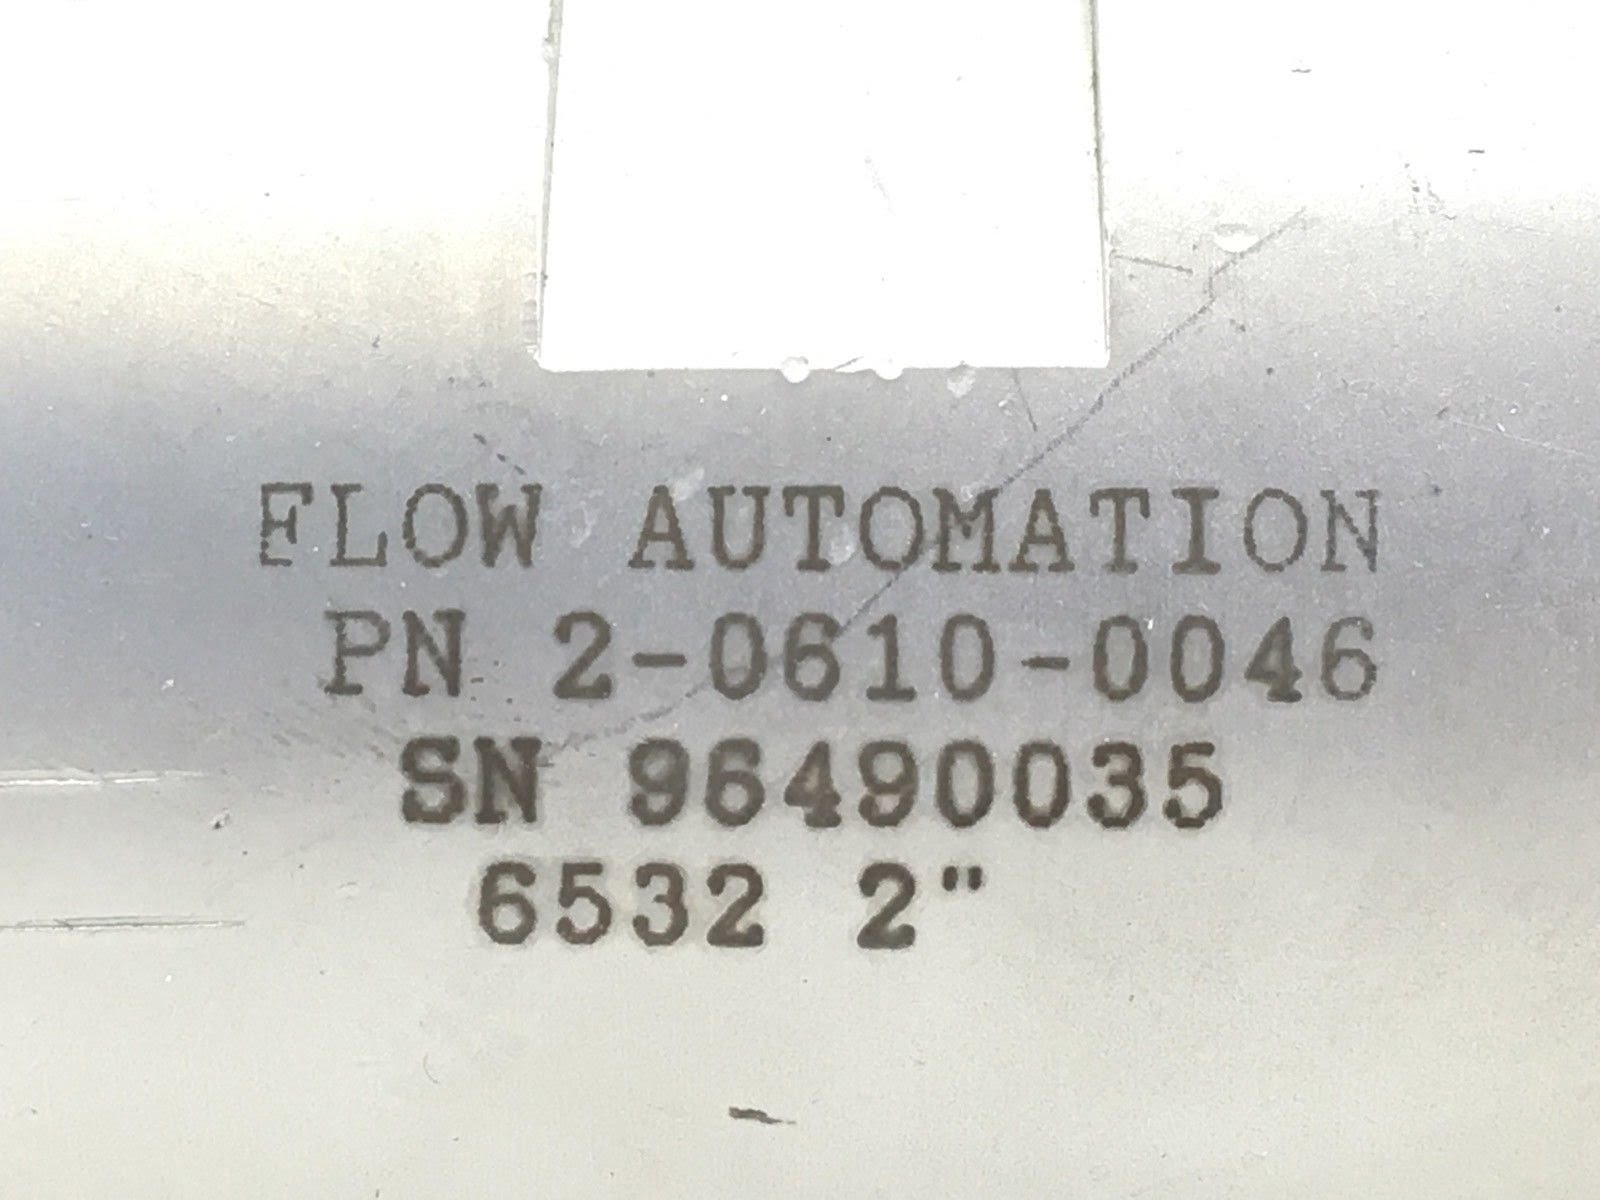 FLOW AUTOMATION
PN 2-0610-0046
SN 96490035
6532 2"